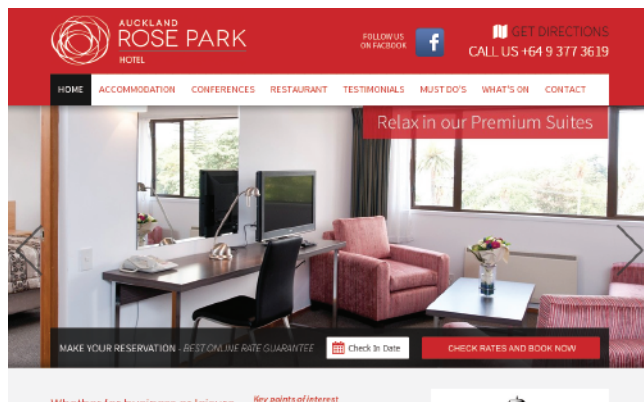 AUCKLAND
ROSE PARK
HOTEL
FOLLOW US
ON FACBOOK
f
GET DIRECTIONS
CALL US +64 9 377 3619
HOME ACCOMMODATION CONFERENCES RESTAURANT TESTIMONIALS MUST DO'S WHAT'S ON CONTACT
Relax in our Premium Suites
MAKE YOUR RESERVATION - BEST ONLINE RATE GUARANTEE Check In Date CHECK RATES AND BOOK NOW
Key points of interest